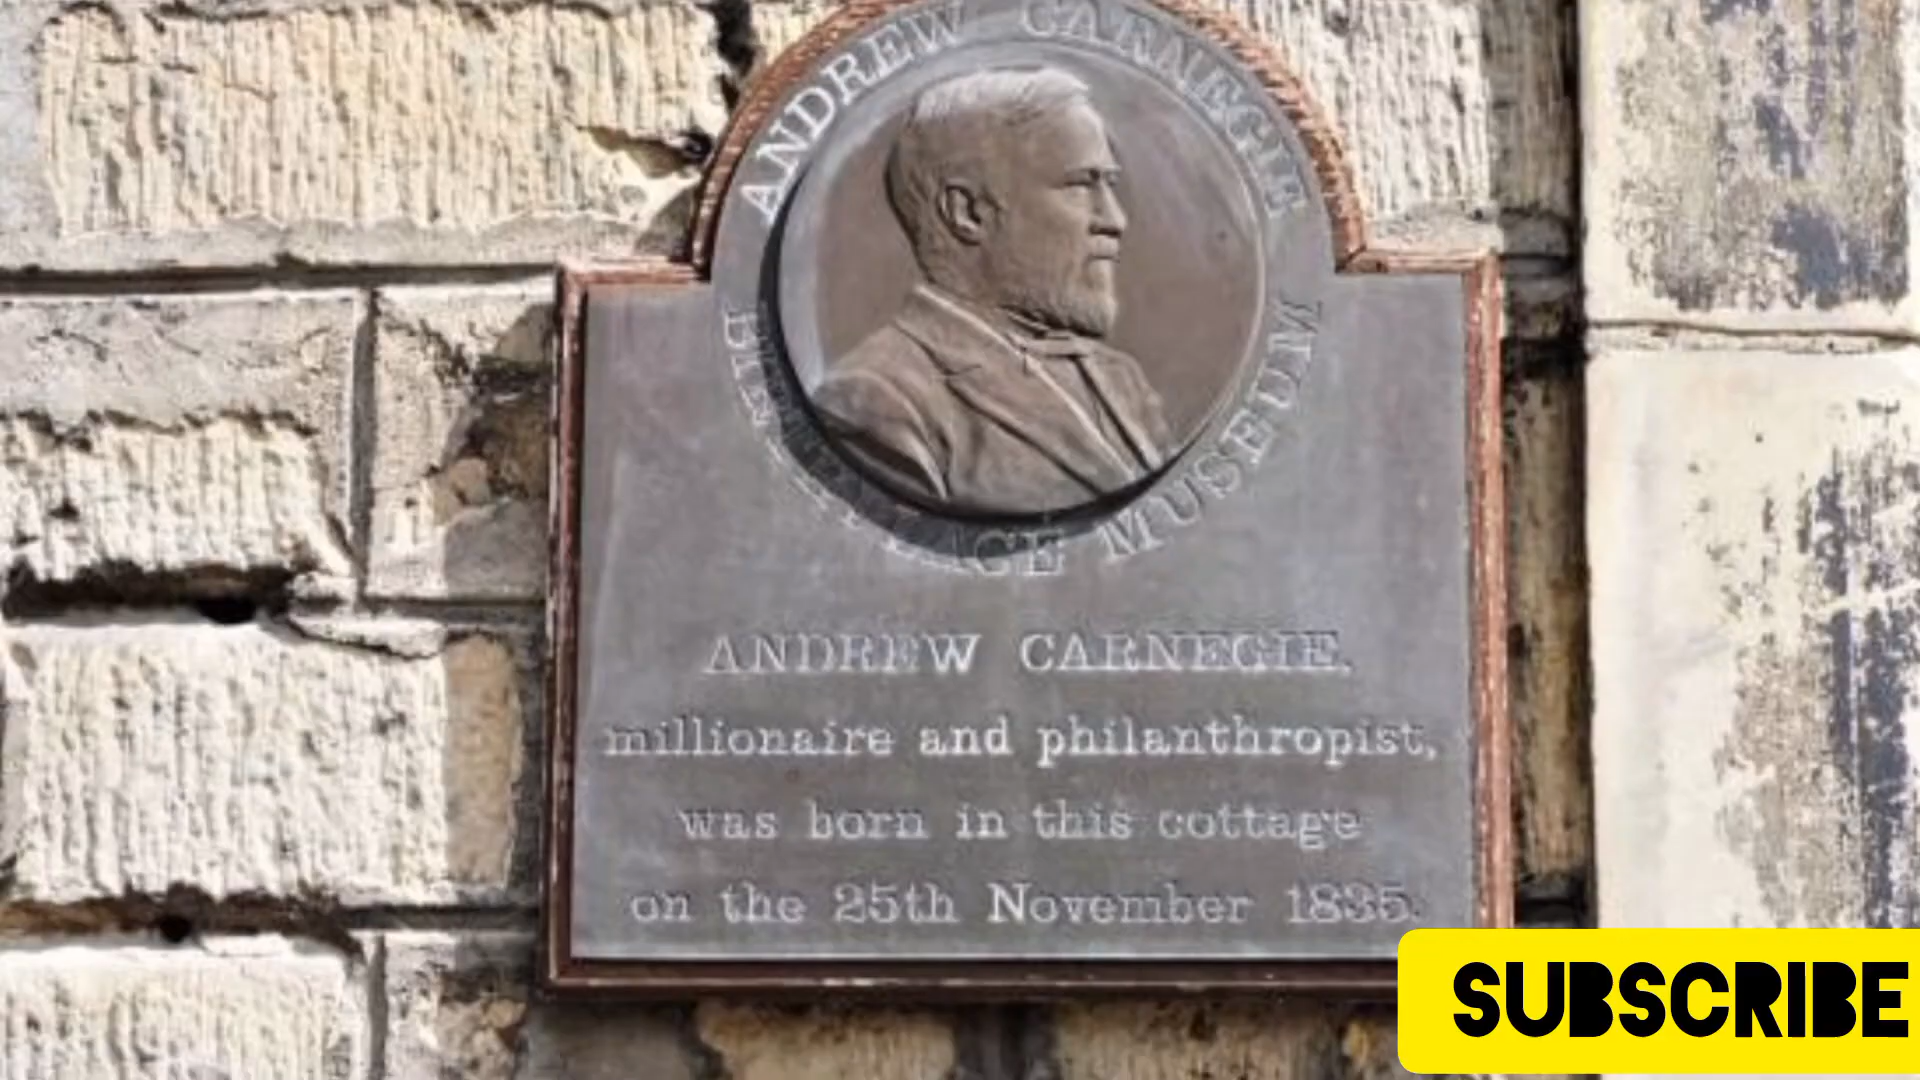 ANDREW CARNEGIE
BIRTHPLACE MUSEUM
ANDREW CARNEGIE,
millionaire and philanthropist,
was born in this cottage
on the 25th November 1835.
SUBSCRIBE